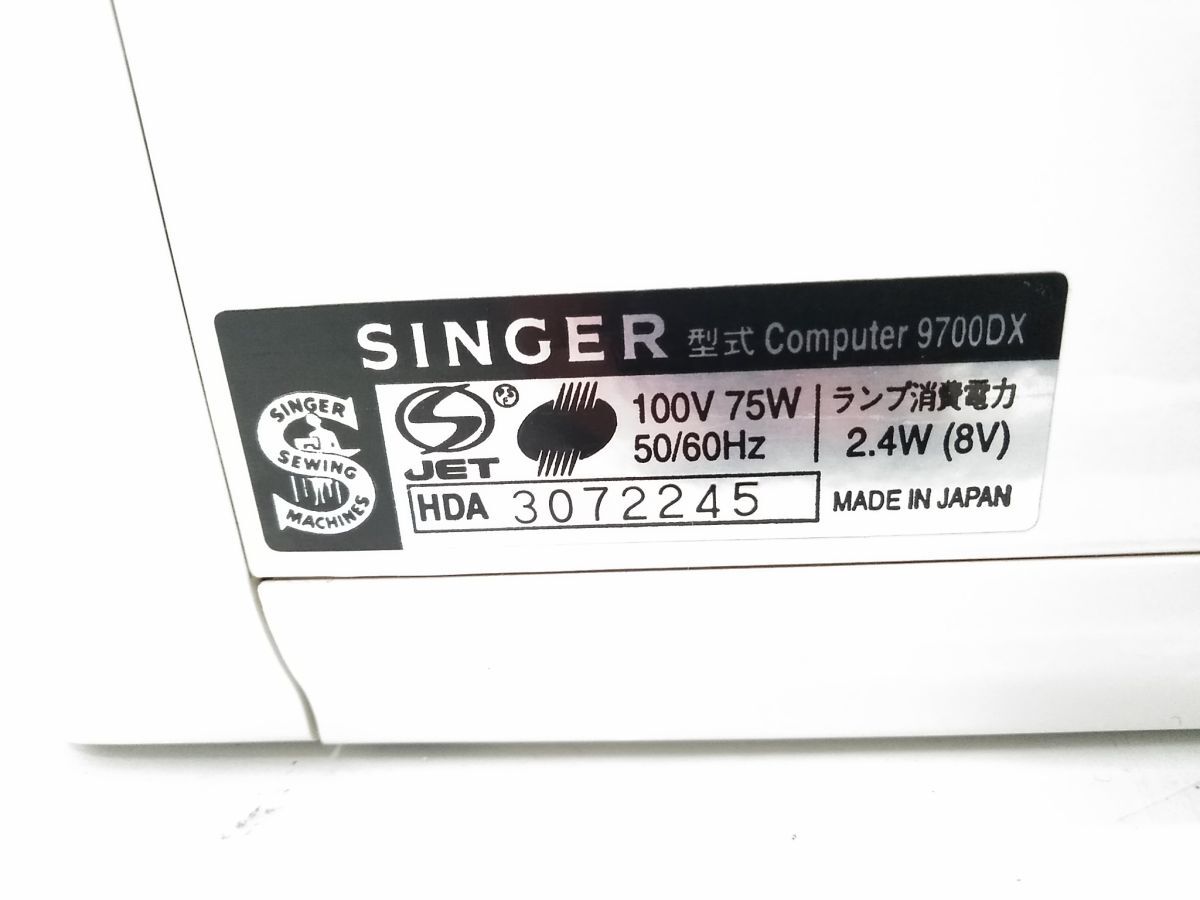 SINGER 型式 Computer 9700DX
SINGER
SEWING
MACHINES
JET
100V 75W
50/60Hz
ランプ消費電力
2.4W (8V)
HDA 3072245
MADE IN JAPAN